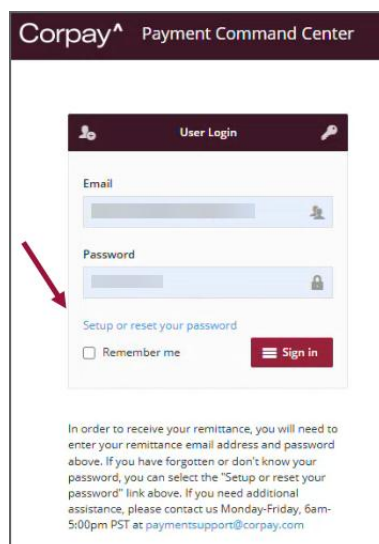 Corpay^ Payment Command Center
User Login
Email
Password
Setup or reset your password
Remember me
Sign in
In order to receive your remittance, you will need to
enter your remittance email address and password
above. If you have forgotten or don't know your
password, you can select the "Setup or reset your
password" link above. If you need additional
assistance, please contact us Monday-Friday, 6am-
5:00pm PST at paymentsupport@corpay.com